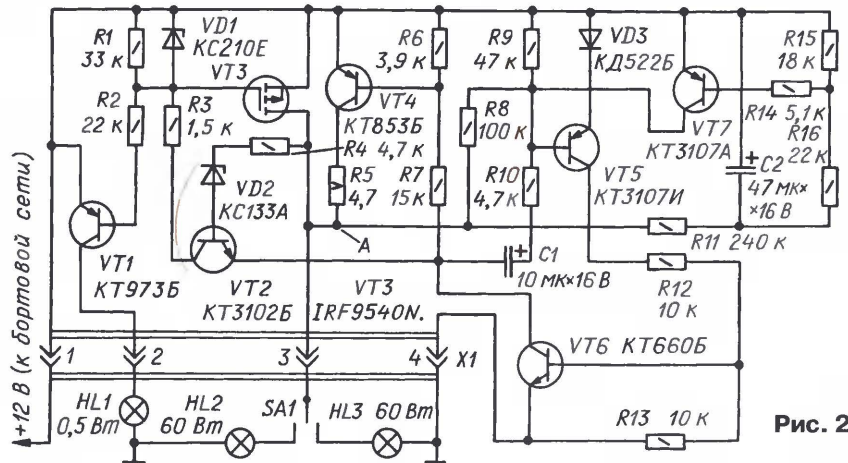 R1
33 к
VD1
КС210Е
VT3
R2
22 к
R3
1,5 к
R6
3,9 к
VT4
КТ853Б
R4 4,7 к
R5
4,7
R7
15 к
R9
47 к
VD3
КД522Б
R8
100 к
R10
4,7 к
VT5
КТ3107И
VT7
КТ3107А
R15
18 к
R14 5,1 к
R16
22 к
C2
47 мк×
×16 В
+
VD2
КС133А
VT1
КТ973Б
VT2
КТ3102Б
VT3
IRF9540N.
A
C1
+
10 мк×16 В
R11 240 к
R12
10 к
VT6 КТ660Б
R13 10 к
1
2
3
4
X1
+12 В (к бортовой сети)
HL1
0,5 Вт
HL2
60 Вт
SA1
HL3 60 Вт
Рис. 2